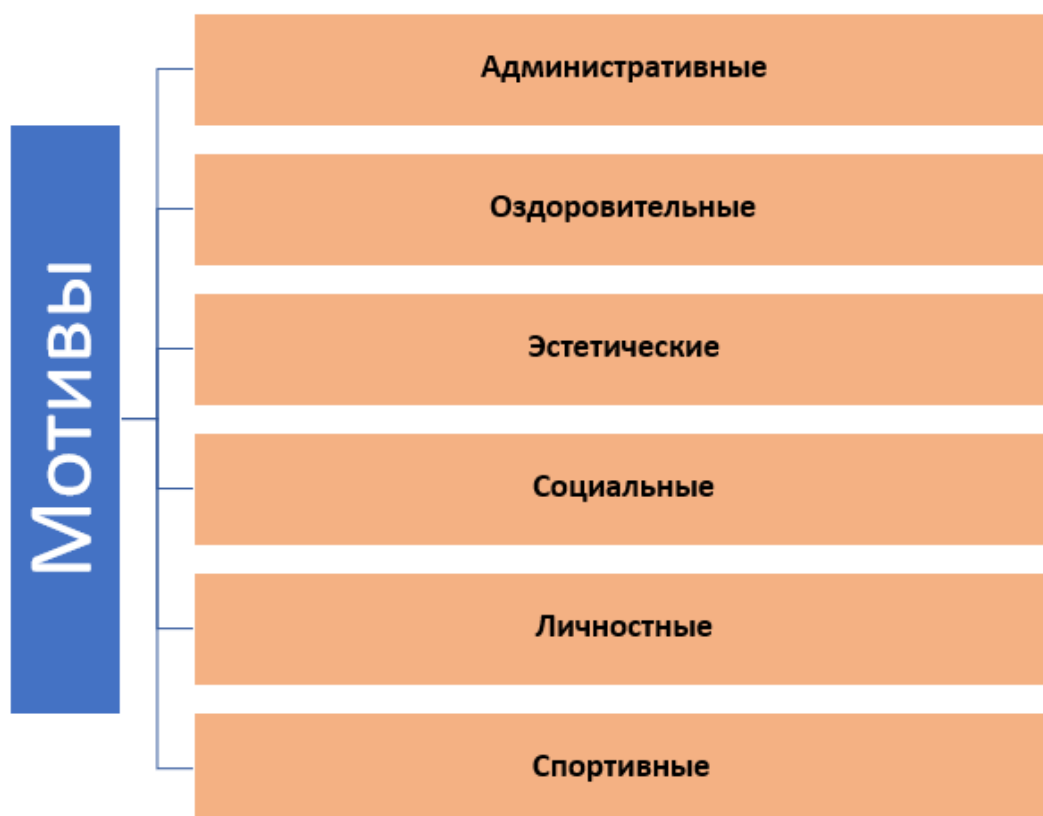 Мотивы
Административные
Оздоровительные
Эстетические
Социальные
Личностные
Спортивные